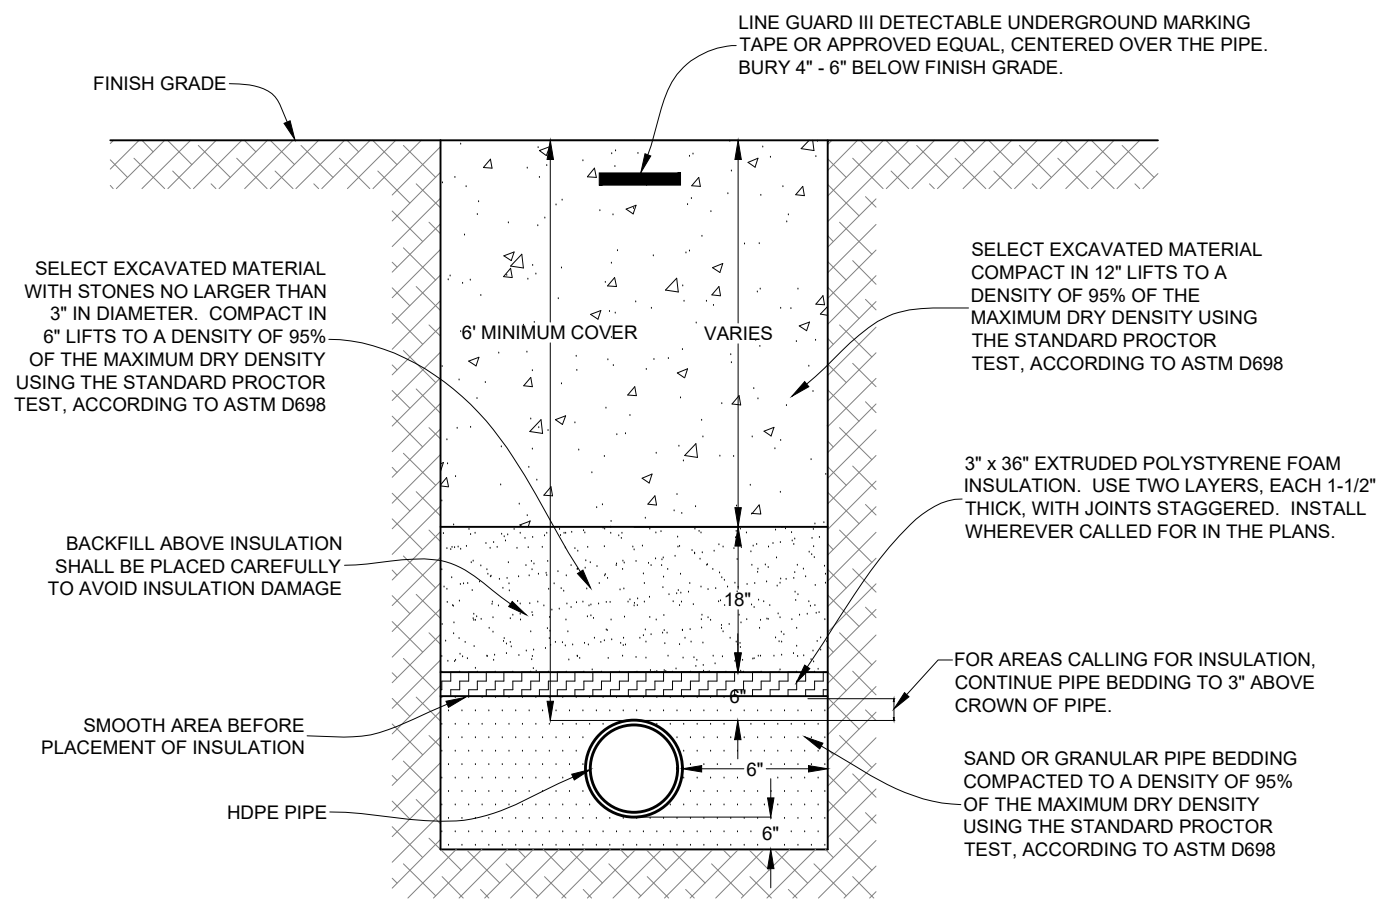 LINE GUARD III DETECTABLE UNDERGROUND MARKING
TAPE OR APPROVED EQUAL, CENTERED OVER THE PIPE.
BURY 4" - 6" BELOW FINISH GRADE.
FINISH GRADE
SELECT EXCAVATED MATERIAL
WITH STONES NO LARGER THAN
3" IN DIAMETER.  COMPACT IN
6" LIFTS TO A DENSITY OF 95%
OF THE MAXIMUM DRY DENSITY
USING THE STANDARD PROCTOR
TEST, ACCORDING TO ASTM D698
6' MINIMUM COVER
VARIES
SELECT EXCAVATED MATERIAL
COMPACT IN 12" LIFTS TO A
DENSITY OF 95% OF THE
MAXIMUM DRY DENSITY USING
THE STANDARD PROCTOR
TEST, ACCORDING TO ASTM D698
3" x 36" EXTRUDED POLYSTYRENE FOAM
INSULATION.  USE TWO LAYERS, EACH 1-1/2"
THICK, WITH JOINTS STAGGERED.  INSTALL
WHEREVER CALLED FOR IN THE PLANS.
BACKFILL ABOVE INSULATION
SHALL BE PLACED CAREFULLY
TO AVOID INSULATION DAMAGE
18"
6"
FOR AREAS CALLING FOR INSULATION,
CONTINUE PIPE BEDDING TO 3" ABOVE
CROWN OF PIPE.
SMOOTH AREA BEFORE
PLACEMENT OF INSULATION
6"
SAND OR GRANULAR PIPE BEDDING
COMPACTED TO A DENSITY OF 95%
OF THE MAXIMUM DRY DENSITY
USING THE STANDARD PROCTOR
TEST, ACCORDING TO ASTM D698
HDPE PIPE
6"